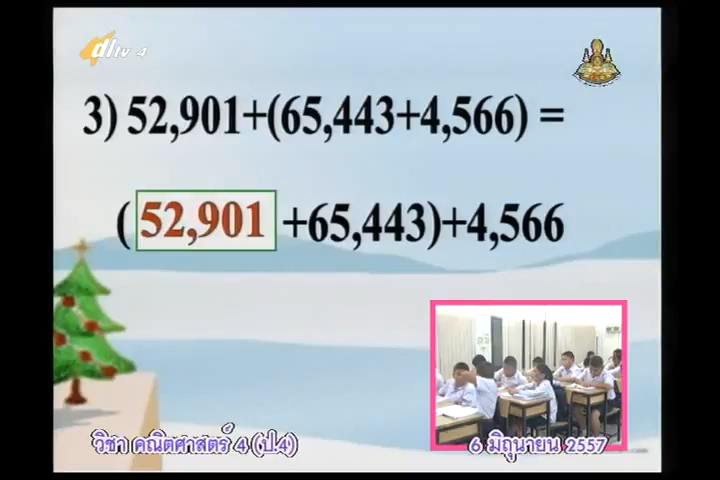 dltv 4
3) 52,901+(65,443+4,566) =
(52,901 +65,443)+4,566
วิชา คณิตศาสตร์ 4 (ป.4)
6 มิถุนายน 2557